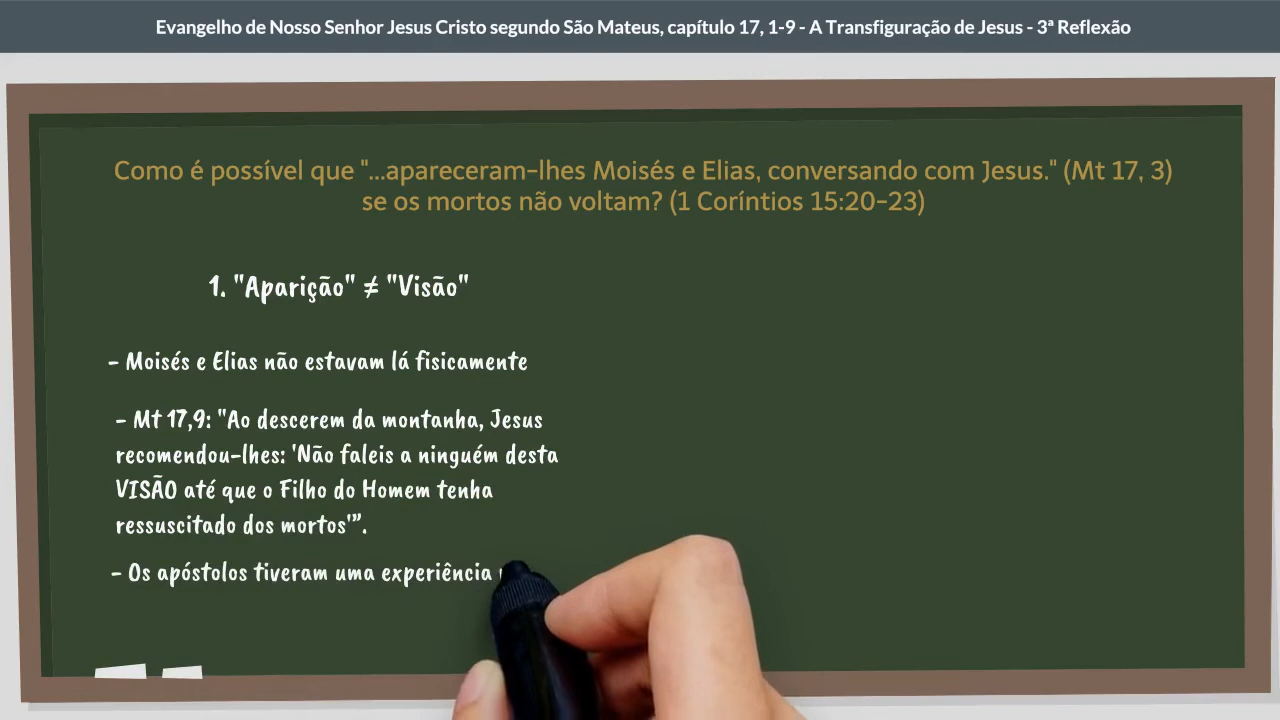 Evangelho de Nosso Senhor Jesus Cristo segundo São Mateus, capítulo 17, 1-9 - A Transfiguração de Jesus - 3ª Reflexão
Como é possível que "...apareceram-lhes Moisés e Elias, conversando com Jesus." (Mt 17, 3)
se os mortos não voltam? (1 Coríntios 15:20-23)
1. "Aparição" ≠ "Visão"
- Moisés e Elias não estavam lá fisicamente
- Mt 17,9: "Ao descerem da montanha, Jesus
recomendou-lhes: 'Não faleis a ninguém desta
VISÃO até que o Filho do Homem tenha
ressuscitado dos mortos'”.
- Os apóstolos tiveram uma experiência